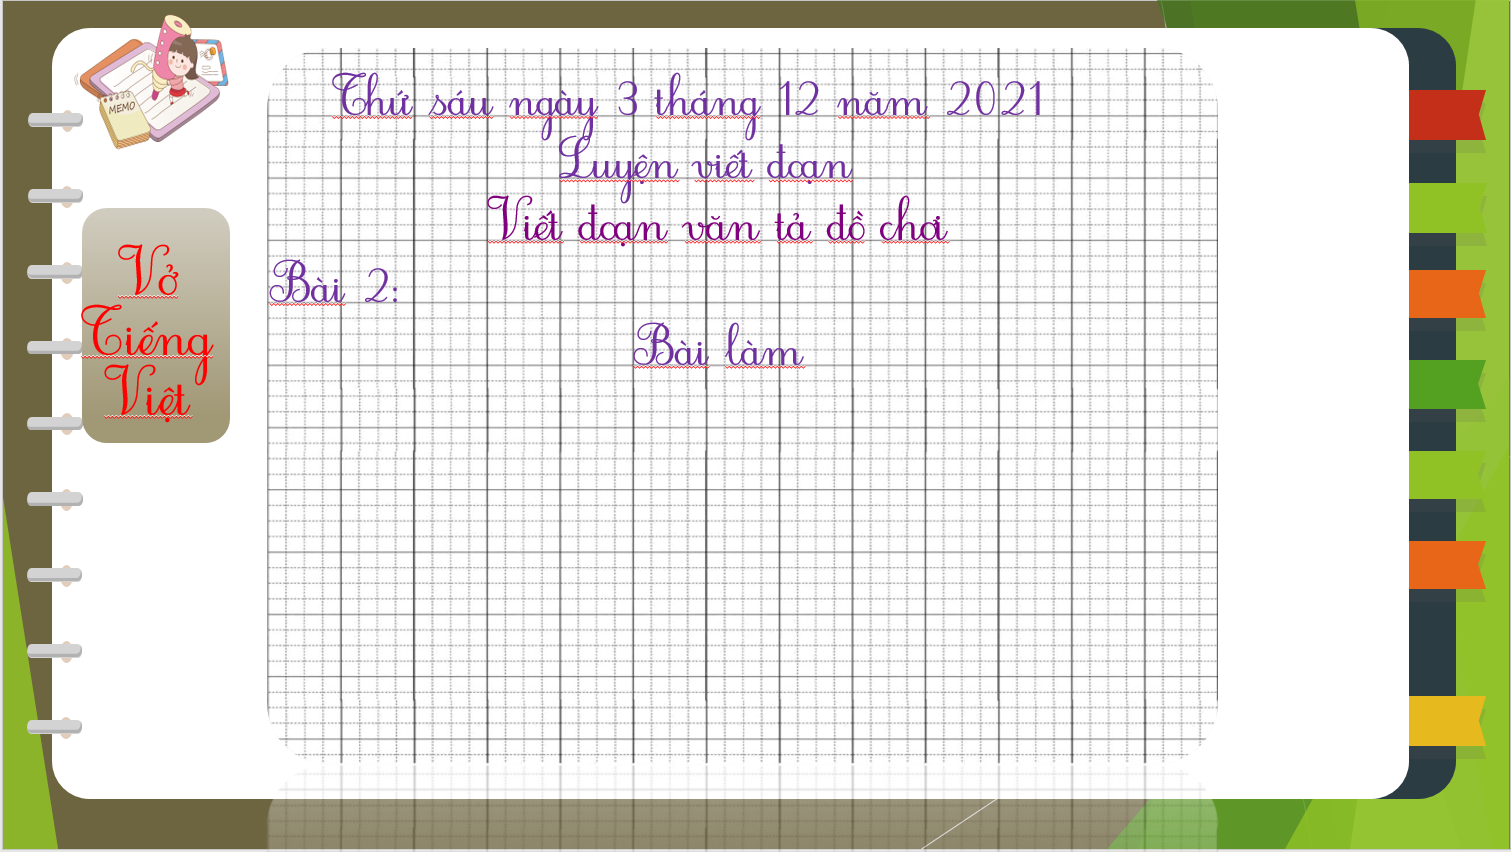 MEMO
Thứ sáu ngày 3 tháng 12 năm 2021
Luyện viết đoạn
Viết đoạn văn tả đồ chơi
Vở
Tiếng
Việt
Bài 2:
Bài làm